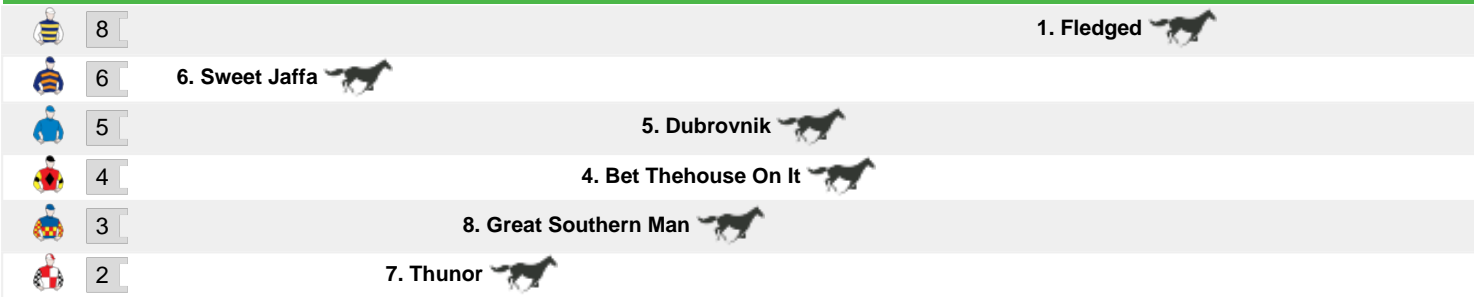 8 1. Fledged
6 6. Sweet Jaffa
5 5. Dubrovnik
4 4. Bet Thehouse On It
3 8. Great Southern Man
2 7. Thunor